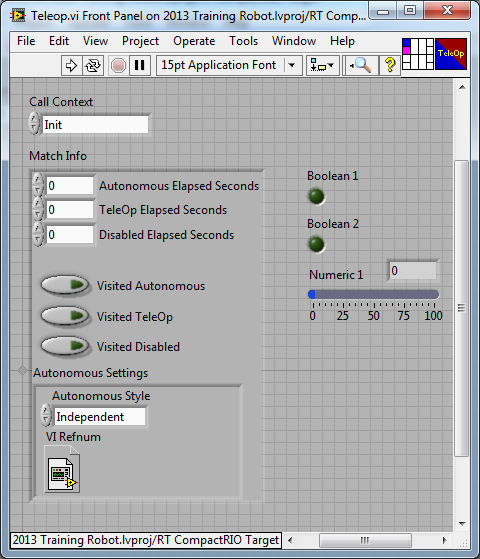 Teleop.vi Front Panel on 2013 Training Robot.lvproj/RT CompactRI...
File Edit View Project Operate Tools Window Help
15pt Application Font
TeleOp
Call Context
Init
Match Info
0 Autonomous Elapsed Seconds
0 TeleOp Elapsed Seconds
0 Disabled Elapsed Seconds
Visited Autonomous
Visited TeleOp
Visited Disabled
Autonomous Settings
Autonomous Style
Independent
VI Refnum
Boolean 1
Boolean 2
Numeric 1 0
0 25 50 75 100
2013 Training Robot.lvproj/RT CompactRIO Target